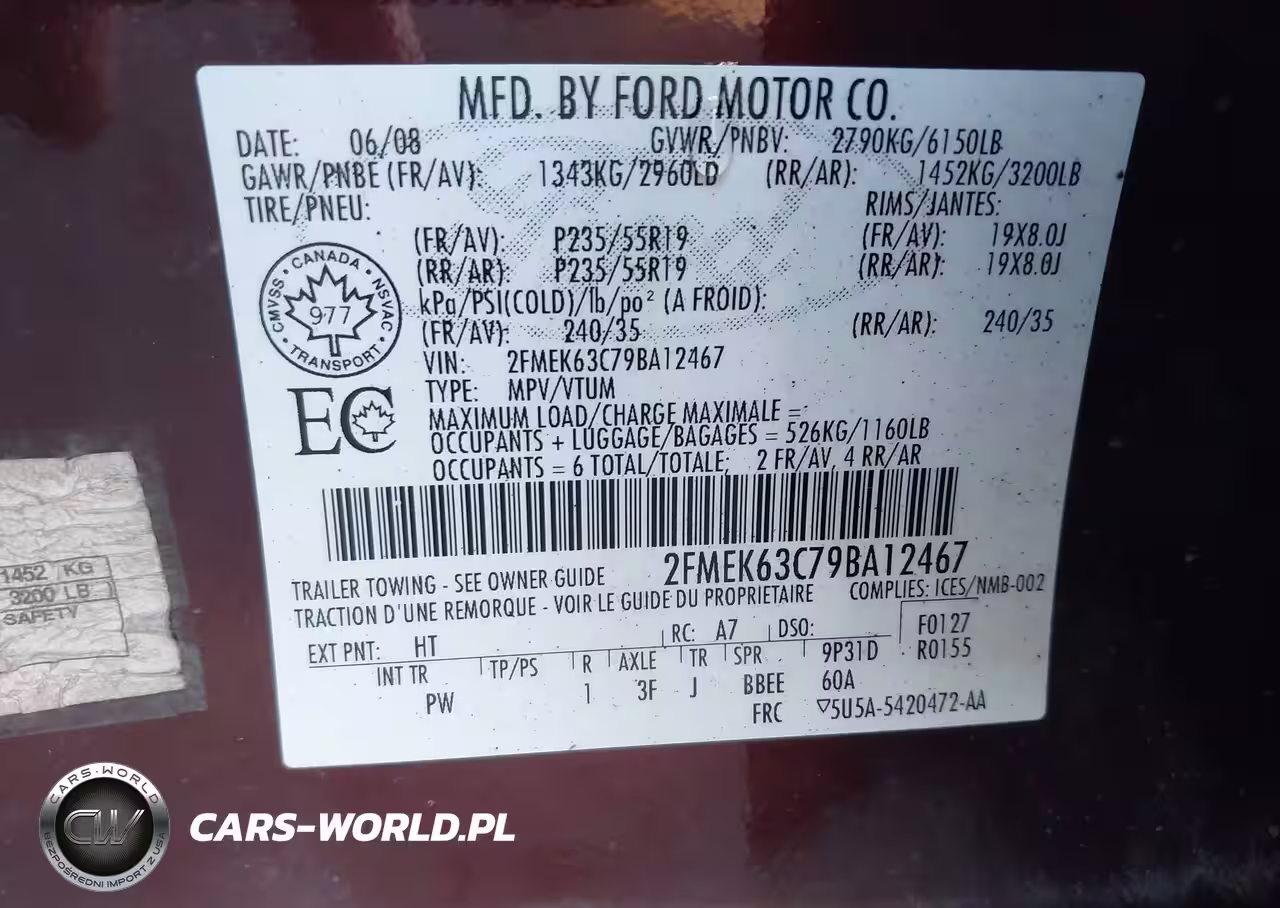 MFD. BY FORD MOTOR CO.
DATE: 06/08 GVWR/PNBV: 2790KG/6150LB
GAWR/PNBE (FR/AV): 1343KG/2960LB (RR/AR): 1452KG/3200LB
TIRE/PNEU: RIMS/JANTES:
(FR/AV): P235/55R19 (FR/AV): 19X8.0J
(RR/AR): P235/55R19 (RR/AR): 19X8.0J
kPa/PSI(COLD)/lb/po² (A FROID):
(FR/AV): 240/35 (RR/AR): 240/35
CANADA
CMVSS NSVAC
977
TRANSPORT
EC
VIN: 2FMEK63C79BA12467
TYPE: MPV/VTUM
MAXIMUM LOAD/CHARGE MAXIMALE =
OCCUPANTS + LUGGAGE/BAGAGES = 526KG/1160LB
OCCUPANTS = 6 TOTAL/TOTALE; 2 FR/AV, 4 RR/AR
2FMEK63C79BA12467
TRAILER TOWING - SEE OWNER GUIDE
TRACTION D'UNE REMORQUE - VOIR LE GUIDE DU PROPRIETAIRE
COMPLIES: ICES/NMB-002
EXT PNT: HT RC: A7 DSO: F0127
INT TR TP/PS R AXLE TR SPR 9P31D R0155
PW 1 3F J BBEE 60A
FRC ▽5U5A-5420472-AA
1452 KG
3200 LB
SAFETY
CARS-WORLD
CW
BEZPOŚREDNI IMPORT Z USA
CARS-WORLD.PL